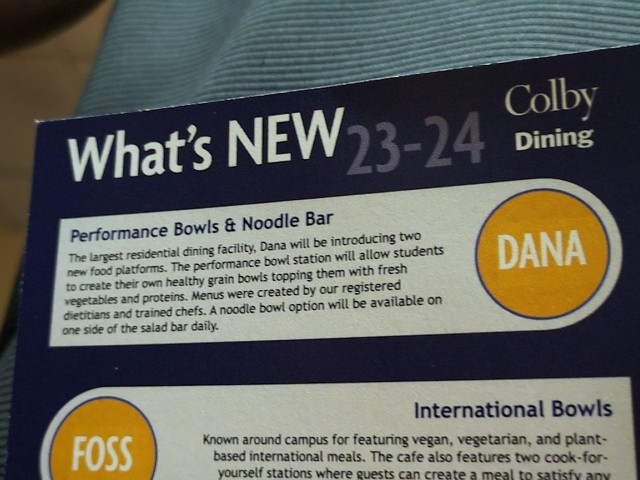 What's NEW 23-24
Colby
Dining
Performance Bowls & Noodle Bar
The largest residential dining facility, Dana will be introducing two
new food platforms. The performance bowl station will allow students
to create their own healthy grain bowls topping them with fresh
vegetables and proteins. Menus were created by our registered
dietitians and trained chefs. A noodle bowl option will be available on
one side of the salad bar daily.
DANA
International Bowls
FOSS
Known around campus for featuring vegan, vegetarian, and plant-
based international meals. The cafe also features two cook-for-
yourself stations where guests can create a meal to satisfy any